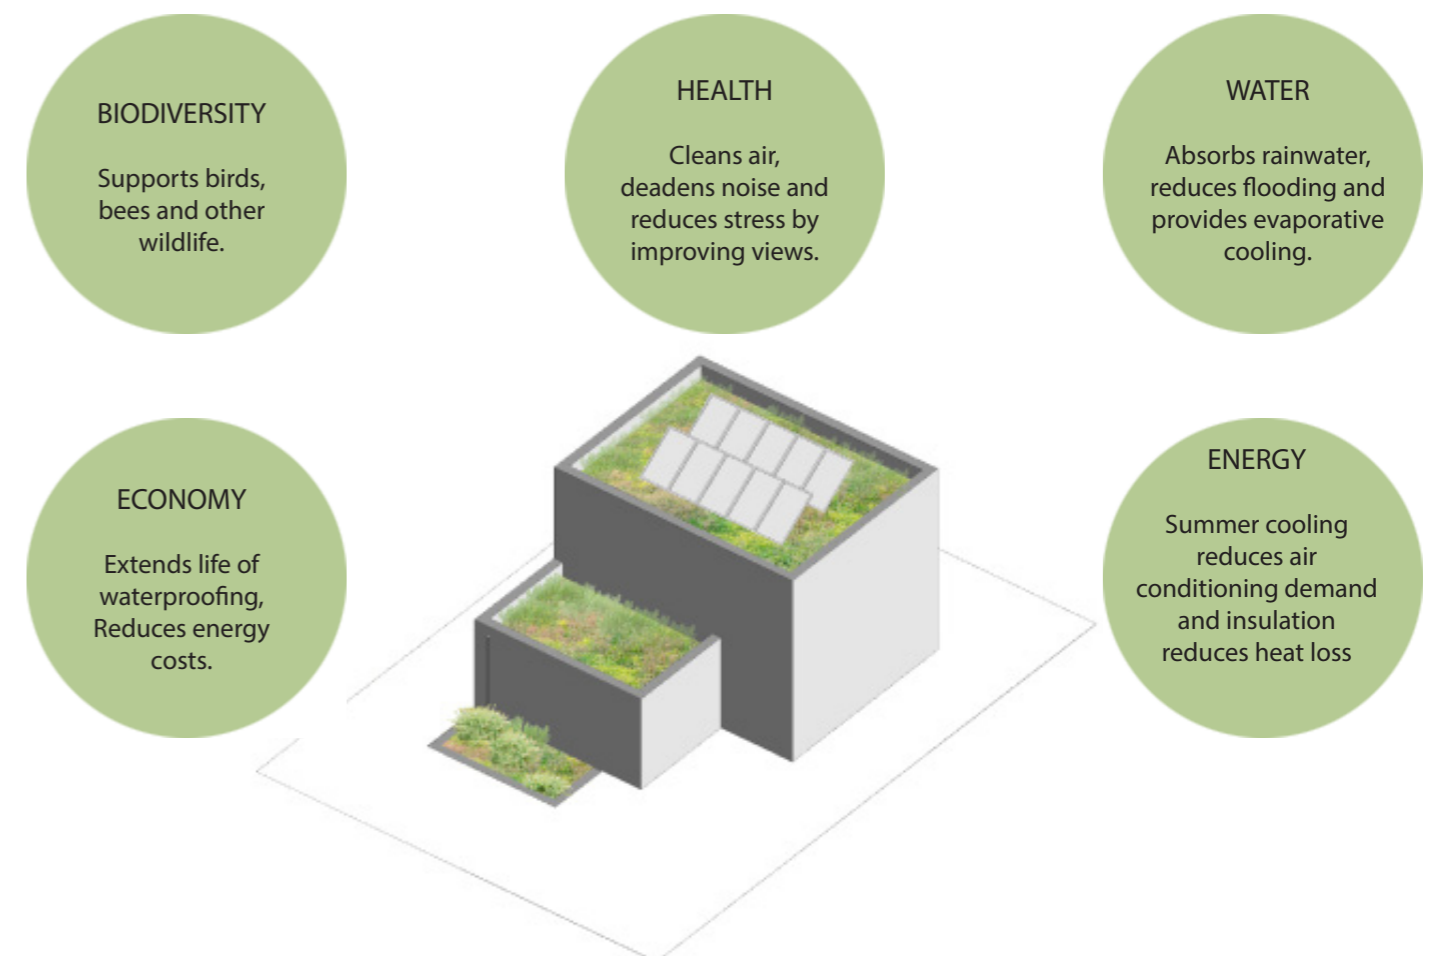 BIODIVERSITY
Supports birds,
bees and other
wildlife.
HEALTH
Cleans air,
deadens noise and
reduces stress by
improving views.
WATER
Absorbs rainwater,
reduces flooding and
provides evaporative
cooling.
ECONOMY
Extends life of
waterproofing,
Reduces energy
costs.
ENERGY
Summer cooling
reduces air
conditioning demand
and insulation
reduces heat loss